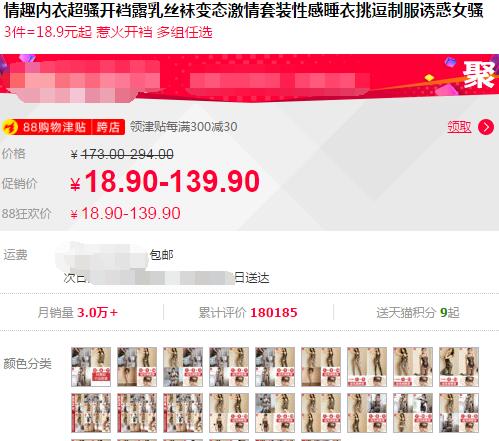 情趣内衣超骚开裆露乳丝袜变态激情套装性感睡衣挑逗制服诱惑女骚
3件=18.9元起 惹火开裆 多组任选
聚
88购物津贴 跨店 领津贴每满300减30 领取
价格 ¥173.00-294.00
促销价 ¥18.90-139.90
88狂欢价 ¥18.90-139.90
运费 包邮
次日 日送达
月销量 3.0万+ 累计评价 180185 送天猫积分 9起
颜色分类